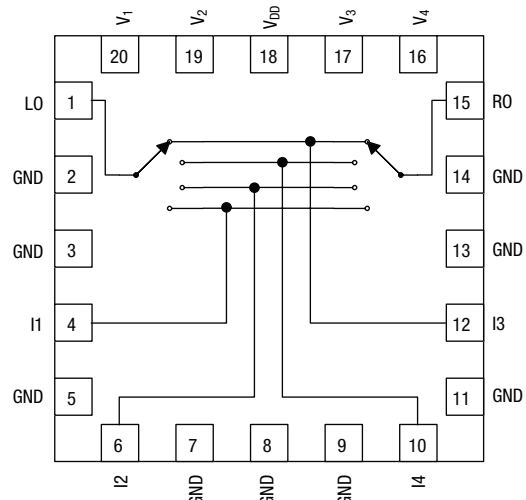 V1 V2 VDD V3 V4
20 19 18 17 16
LO 1 15 RO
GND 2 14 GND
GND 3 13 GND
I1 4 12 I3
GND 5 11 GND
6 7 8 9 10
I2 GND GND GND I4